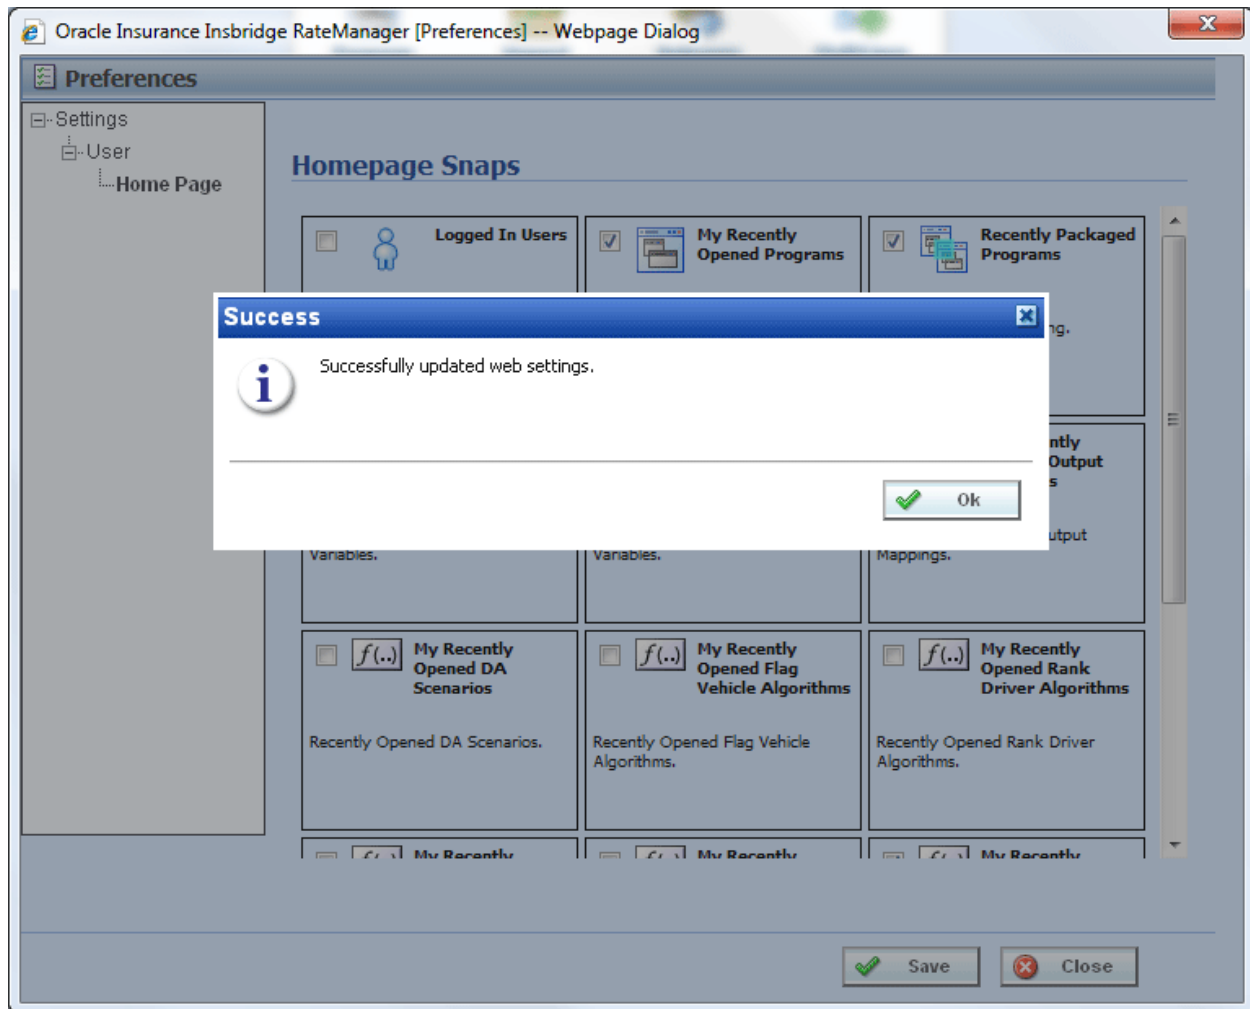 Oracle Insurance Insbridge RateManager [Preferences] -- Webpage Dialog
X
Preferences
Settings
User
Home Page
Homepage Snaps
Logged In Users
My Recently
Opened Programs
Recently Packaged
Programs
ng.
Success
Successfully updated web settings.
Ok
ntly
Output
s
utput
Variables.
Variables.
Mappings.
f(..)
My Recently
Opened DA
Scenarios
Recently Opened DA Scenarios.
f(..)
My Recently
Opened Flag
Vehicle Algorithms
Recently Opened Flag Vehicle
Algorithms.
f(..)
My Recently
Opened Rank
Driver Algorithms
Recently Opened Rank Driver
Algorithms.
My Recently
My Recently
My Recently
Save
Close